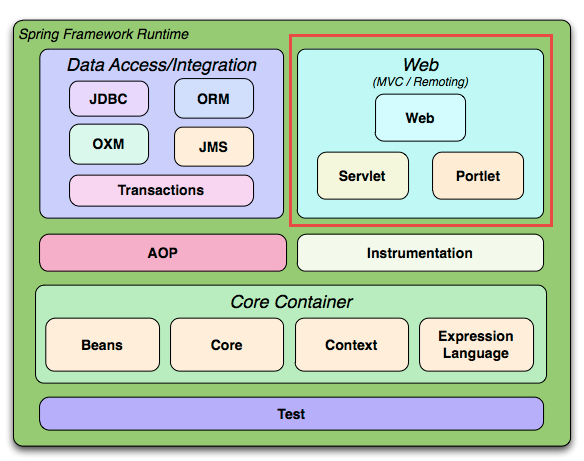 Spring Framework Runtime
Data Access/Integration
JDBC
ORM
OXM
JMS
Transactions
Web
(MVC / Remoting)
Web
Servlet
Portlet
AOP
Instrumentation
Core Container
Beans
Core
Context
Expression
Language
Test